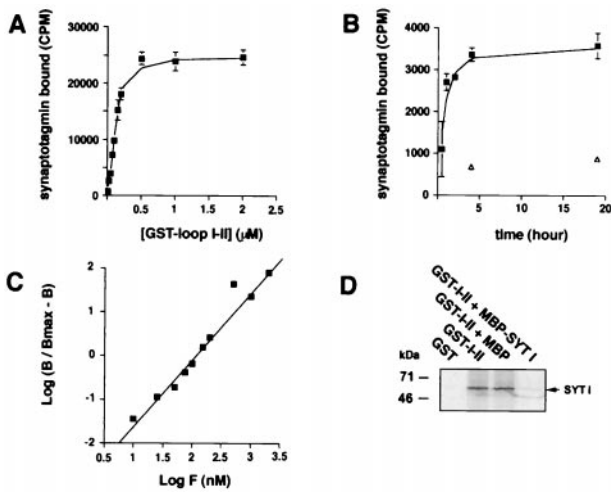 A
synaptotagmin bound (CPM)
30000
20000
10000
0
0 0.5 1 1.5 2 2.5
[GST-loop I-II] (μM)
B
synaptotagmin bound (CPM)
4000
3000
2000
1000
0
0 5 10 15 20
time (hour)
C
Log (B / Bmax - B)
2
1
0
-1
-2
0.5 1 1.5 2 2.5 3 3.5
Log F (nM)
D
GST-I-II + MBP-SYT I
GST-I-II + MBP
GST-I-II
GST
kDa
71
46
SYT I